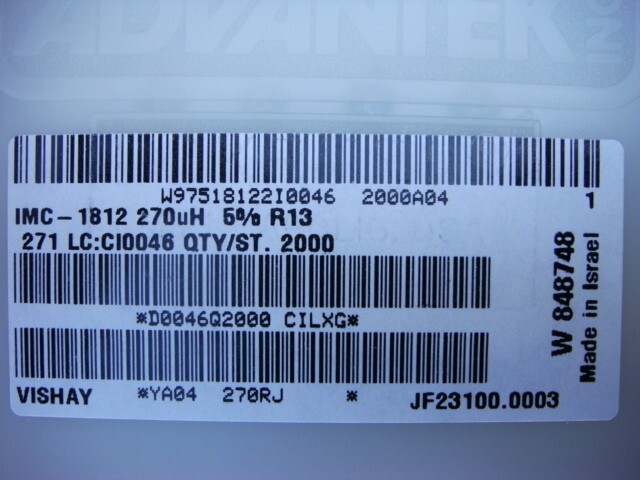 ADVANTEK INC
W97518122I0046 2000A04 1
IMC-1812 270uH 5% R13
271 LC:CI0046 QTY/ST. 2000
*D0046Q2000 CILXG*
*YA04 270RJ *
VISHAY
JF23100.0003
W 848748
Made in Israel